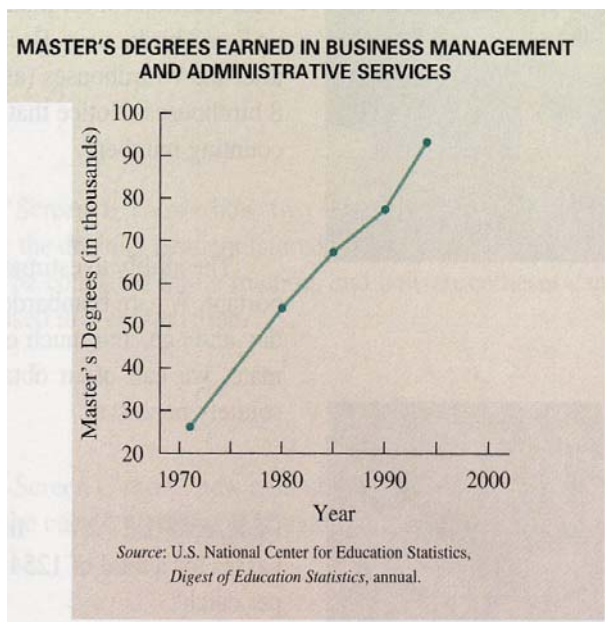 MASTER'S DEGREES EARNED IN BUSINESS MANAGEMENT
AND ADMINISTRATIVE SERVICES
Master's Degrees (in thousands)
100
90
80
70
60
50
40
30
20
1970
1980
1990
2000
Year
Source: U.S. National Center for Education Statistics,
Digest of Education Statistics, annual.